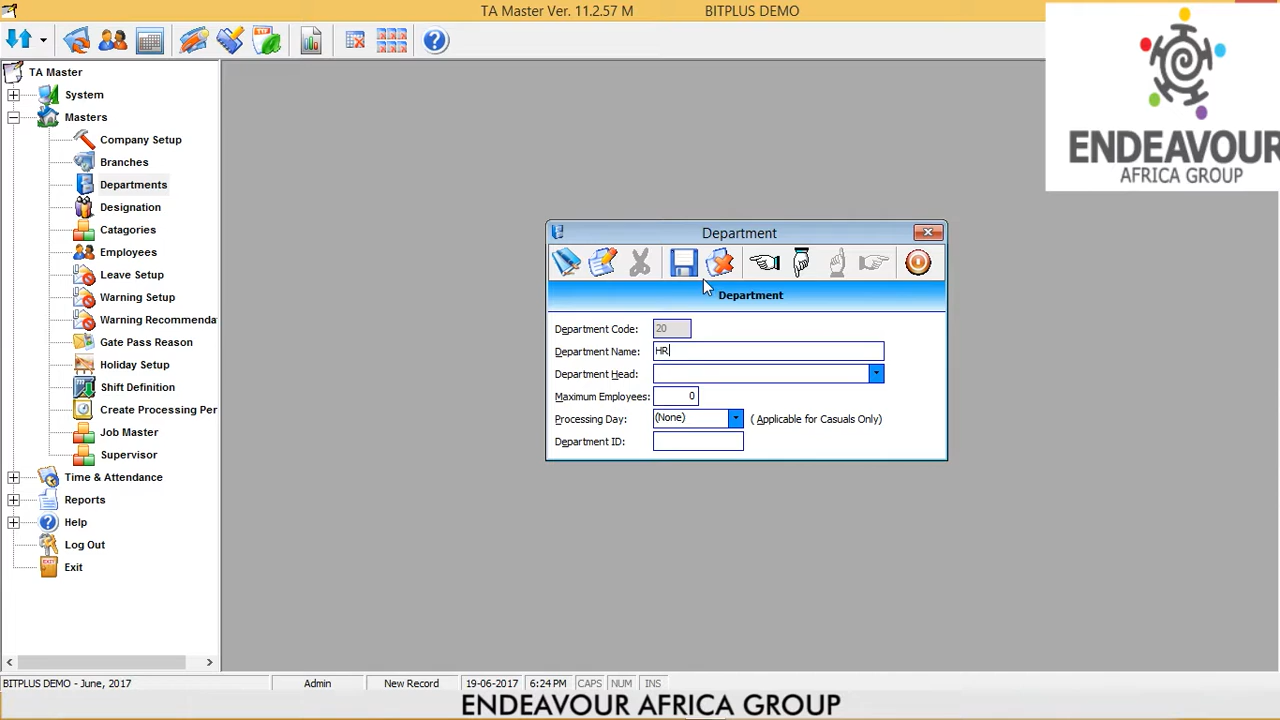 TA Master Ver. 11.2.57 M
BITPLUS DEMO
ENDEAVOUR
AFRICA GROUP
TA Master
System
Masters
Company Setup
Branches
Departments
Designation
Catagories
Employees
Leave Setup
Warning Setup
Warning Recommenda
Gate Pass Reason
Holiday Setup
Shift Definition
Create Processing Per
Job Master
Supervisor
Time & Attendance
Reports
Help
Log Out
Exit
Department
Department
Department Code: 20
Department Name: HR
Department Head:
Maximum Employees: 0
Processing Day: (None) ( Applicable for Casuals Only)
Department ID:
BITPLUS DEMO - June, 2017 Admin New Record 19-06-2017 6:24 PM CAPS NUM INS
ENDEAVOUR AFRICA GROUP